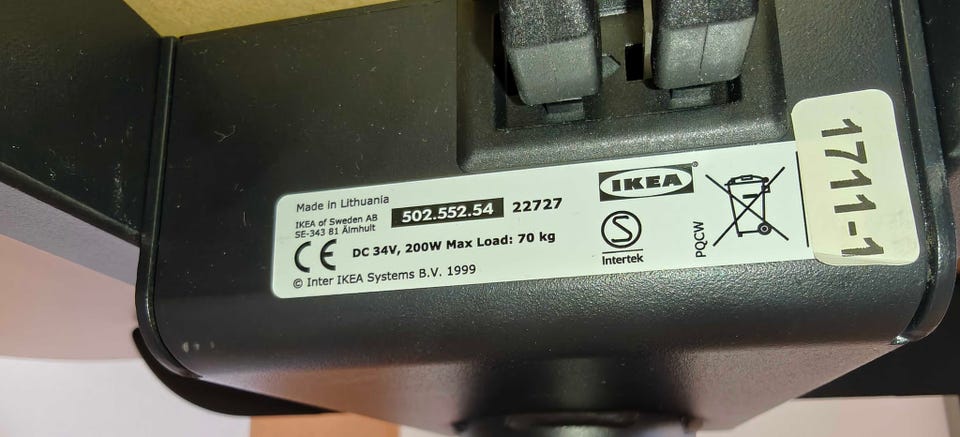 Made in Lithuania
IKEA of Sweden AB
SE-343 81 Älmhult
502.552.54 22727
DC 34V, 200W Max Load: 70 kg
CE
© Inter IKEA Systems B.V. 1999
IKEA®
S
Intertek
PQCW
1711-1